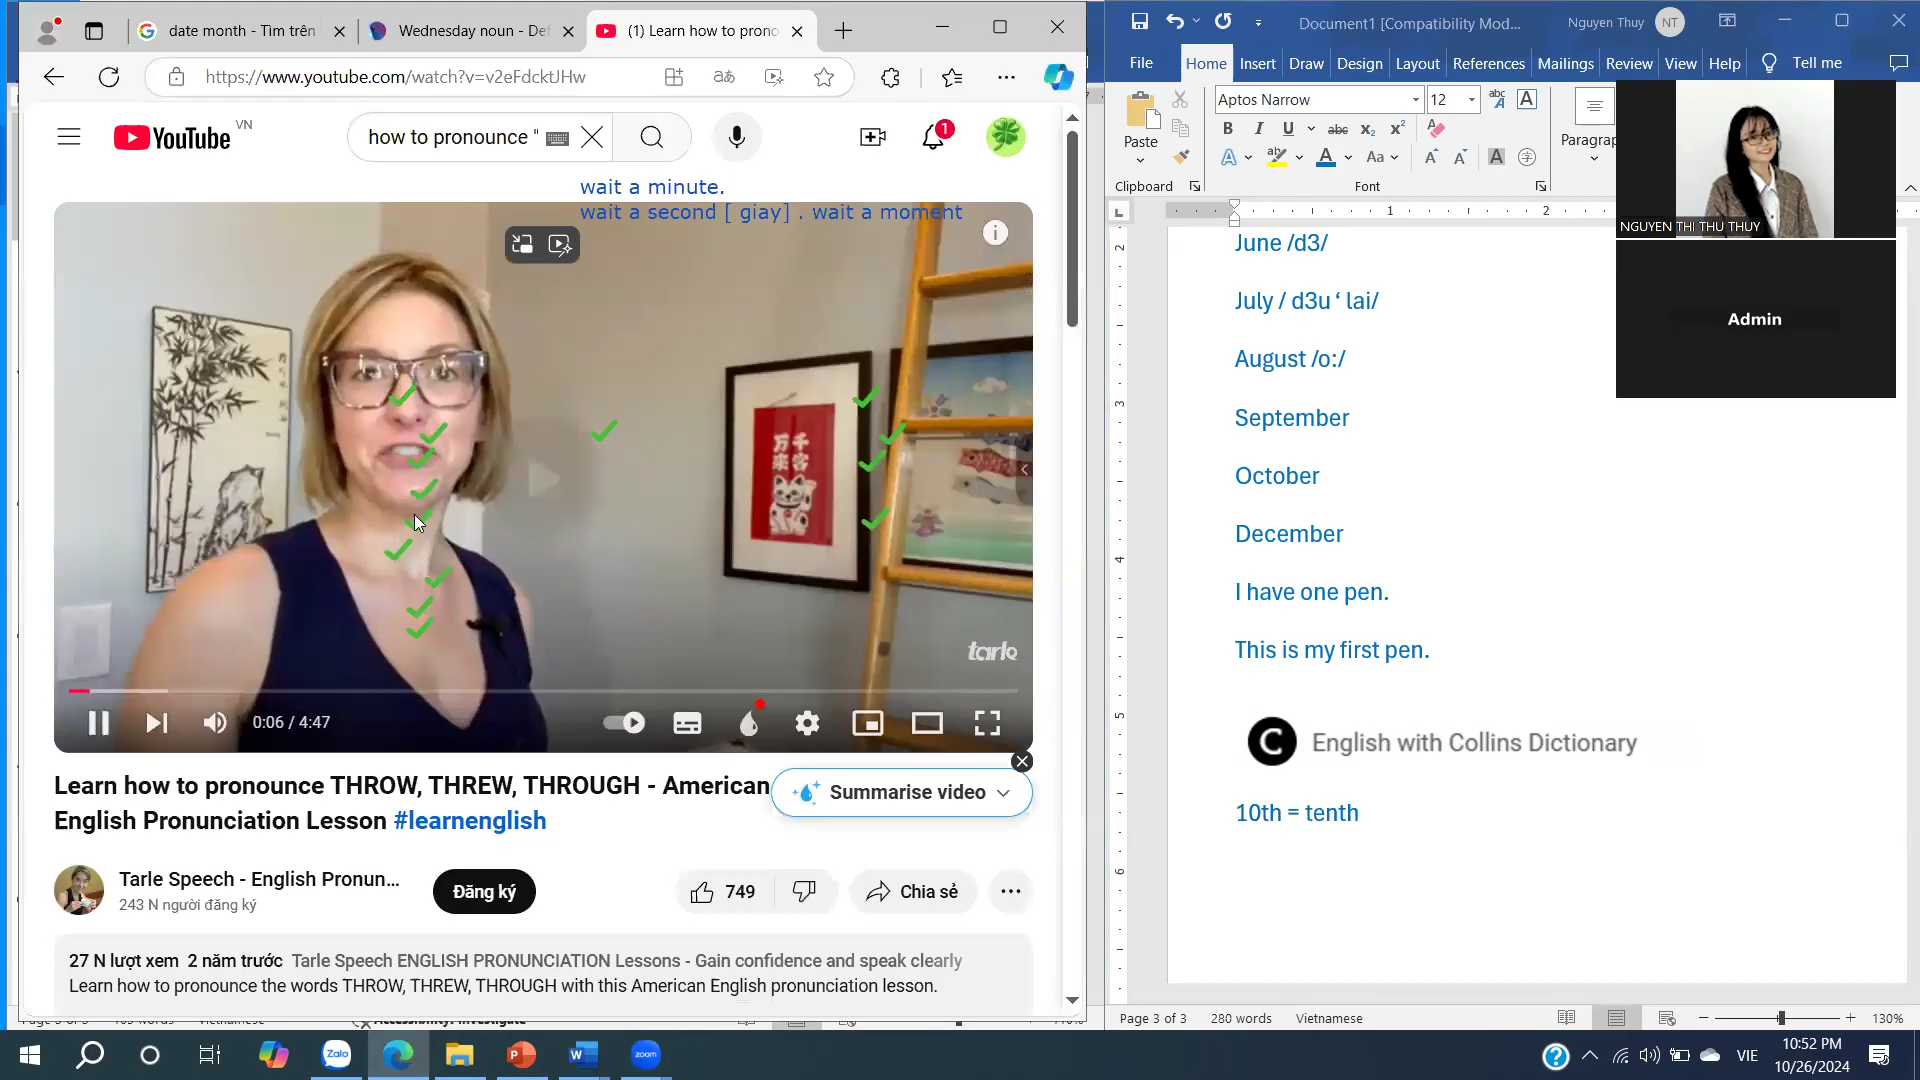 date month - Tìm trên
Wednesday noun - Def
(1) Learn how to prono
https://www.youtube.com/watch?v=v2eFdcktJHw
YouTube VN
how to pronounce "
1
wait a minute.
wait a second [ giay] . wait a moment
万 千
来 客
tarle
0:06 / 4:47
Learn how to pronounce THROW, THREW, THROUGH - American
English Pronunciation Lesson #learnenglish
Summarise video
Tarle Speech - English Pronun...
243 N người đăng ký
Đăng ký
749
Chia sẻ
27 N lượt xem 2 năm trước Tarle Speech ENGLISH PRONUNCIATION Lessons - Gain confidence and speak clearly
Learn how to pronounce the words THROW, THREW, THROUGH with this American English pronunciation lesson.
Document1 [Compatibility Mod...
Nguyen Thuy
NT
File Home Insert Draw Design Layout References Mailings Review View Help Tell me
Paste
Clipboard
Aptos Narrow
12
Font
Paragrap
NGUYEN THI THU THUY
Admin
June /d3/
July / d3u ‘ lai/
August /o:/
September
October
December
I have one pen.
This is my first pen.
English with Collins Dictionary
10th = tenth
Page 3 of 3 280 words Vietnamese
130%
Zalo
zoom
VIE
10:52 PM
10/26/2024